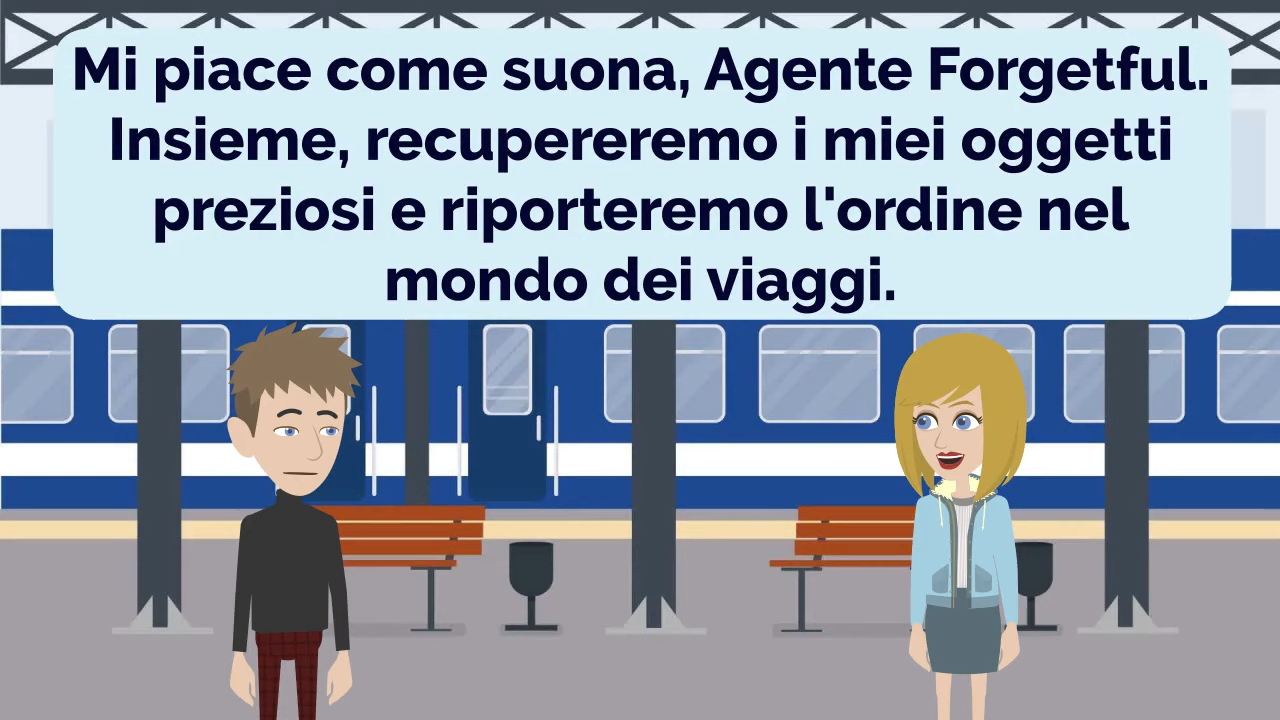 Mi piace come suona, Agente Forgetful.
Insieme, recupereremo i miei oggetti
preziosi e riporteremo l'ordine nel
mondo dei viaggi.